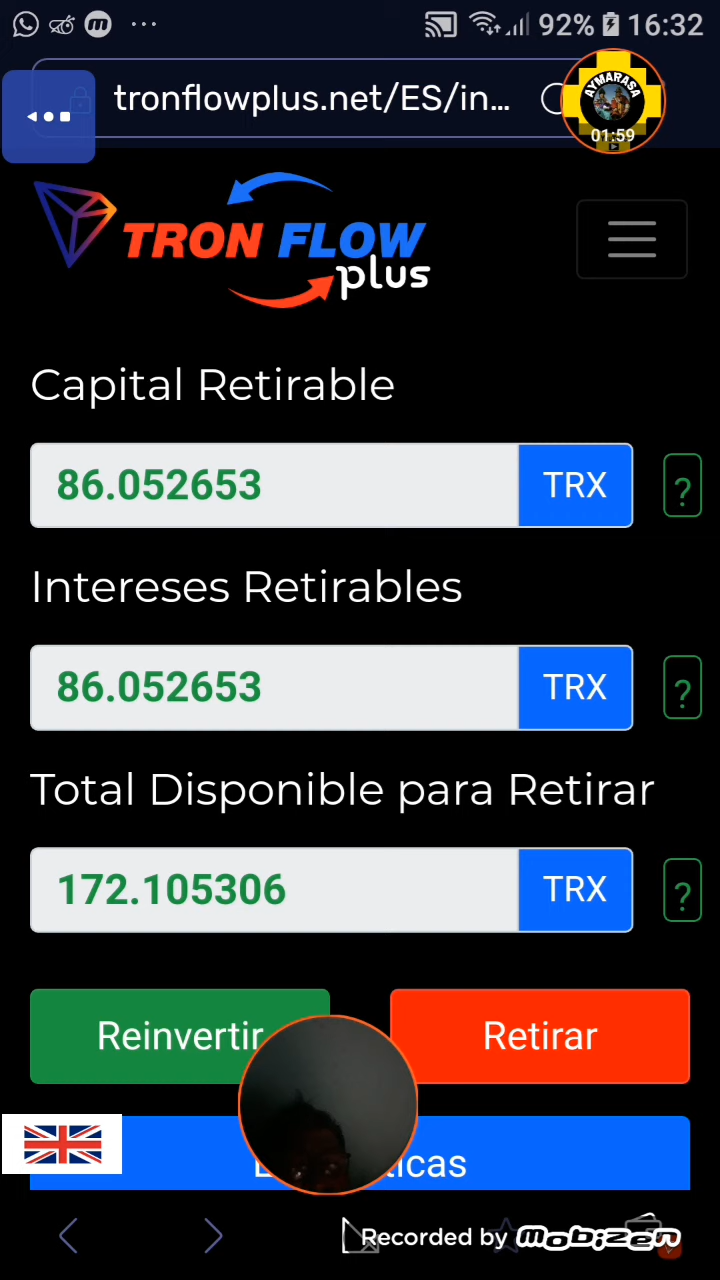 92% 16:32
tronflowplus.net/ES/in...
AYMARASA
01:59
TRON FLOW
plus
Capital Retirable
86.052653 TRX ?
Intereses Retirables
86.052653 TRX ?
Total Disponible para Retirar
172.105306 TRX ?
Reinvertir Retirar
Recorded by mobizen